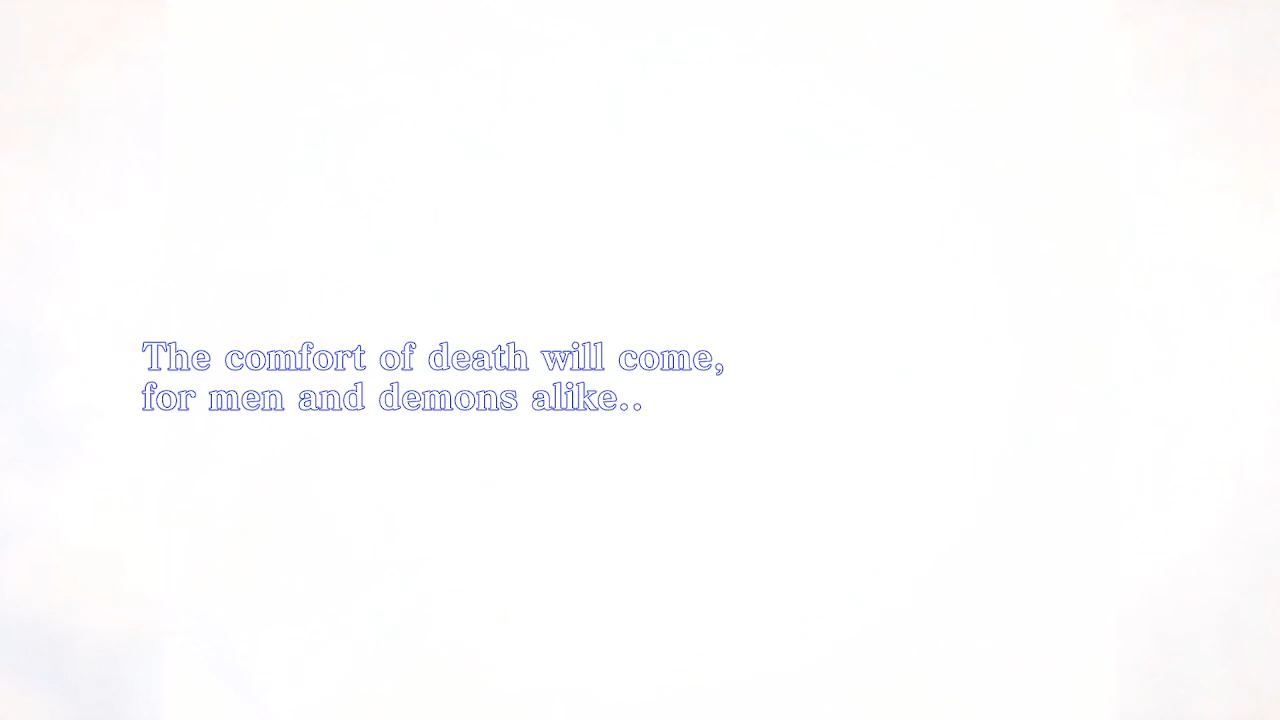 The comfort of death will come,
for men and demons alike..